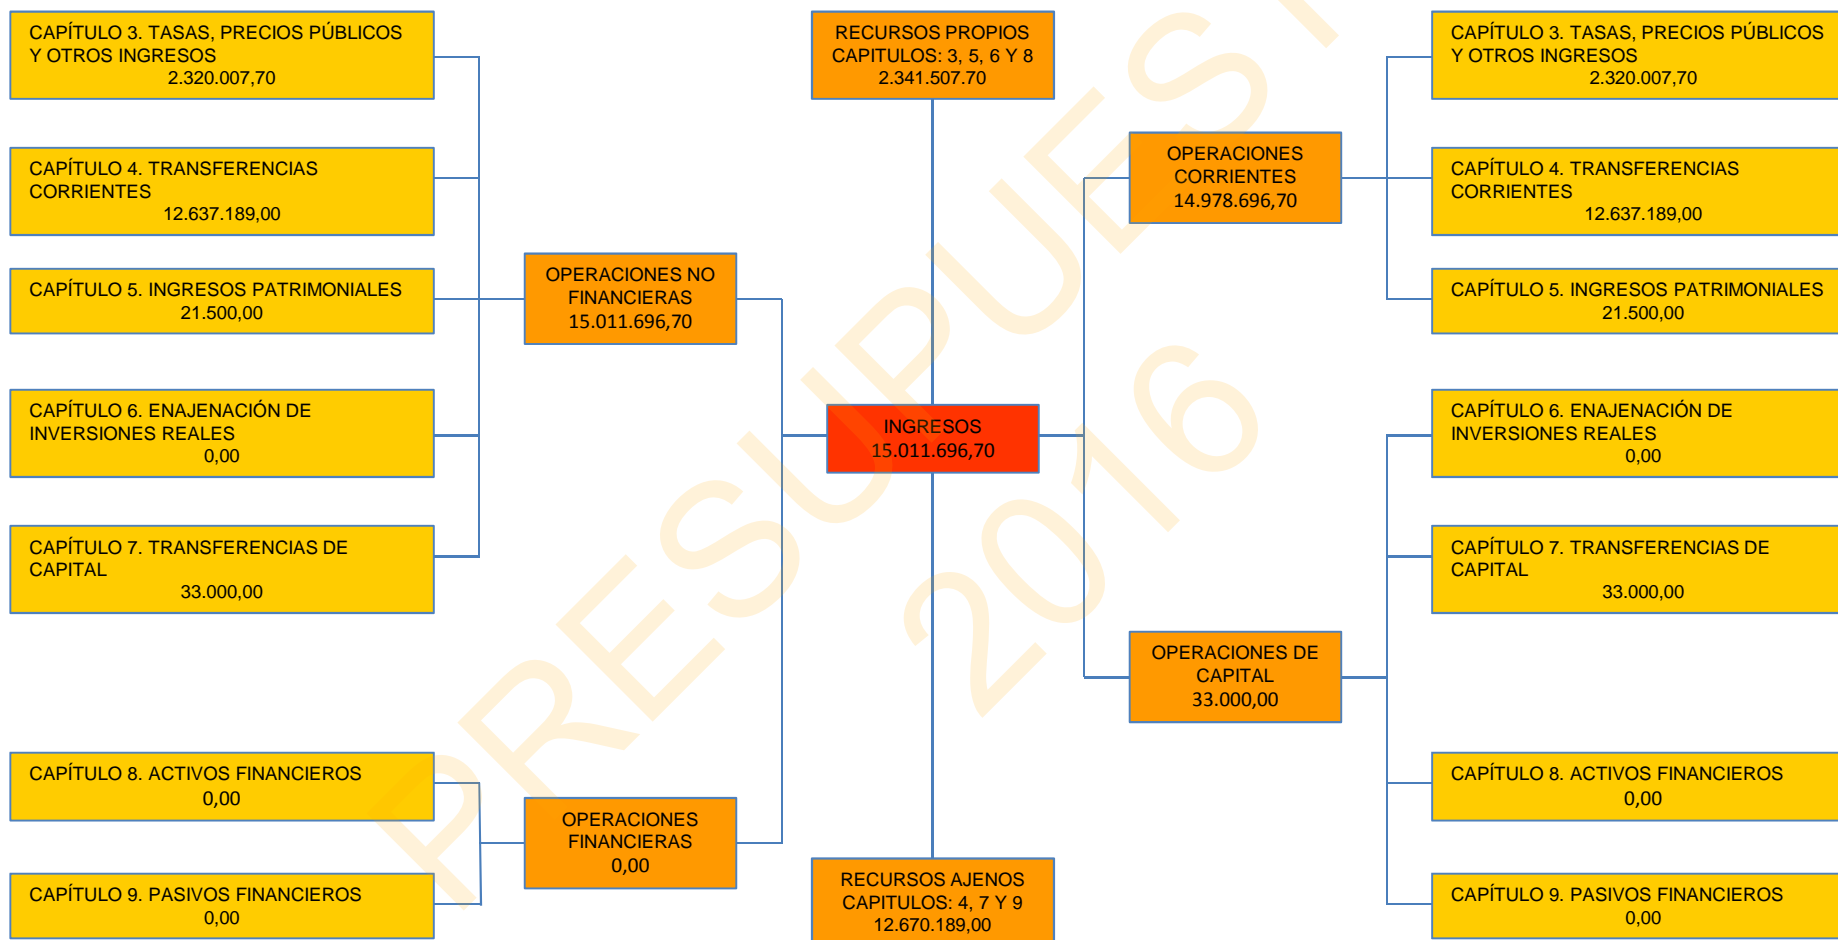 CAPÍTULO 3. TASAS, PRECIOS PÚBLICOS
Y OTROS INGRESOS
2.320.007,70
CAPÍTULO 4. TRANSFERENCIAS
CORRIENTES
12.637.189,00
CAPÍTULO 5. INGRESOS PATRIMONIALES
21.500,00
CAPÍTULO 6. ENAJENACIÓN DE
INVERSIONES REALES
0,00
CAPÍTULO 7. TRANSFERENCIAS DE
CAPITAL
33.000,00
CAPÍTULO 8. ACTIVOS FINANCIEROS
0,00
CAPÍTULO 9. PASIVOS FINANCIEROS
0,00
OPERACIONES NO
FINANCIERAS
15.011.696,70
OPERACIONES
FINANCIERAS
0,00
RECURSOS PROPIOS
CAPITULOS: 3, 5, 6 Y 8
2.341.507.70
INGRESOS
15.011.696,70
RECURSOS AJENOS
CAPITULOS: 4, 7 Y 9
12.670.189,00
OPERACIONES
CORRIENTES
14.978.696,70
OPERACIONES DE
CAPITAL
33.000,00
CAPÍTULO 3. TASAS, PRECIOS PÚBLICOS
Y OTROS INGRESOS
2.320.007,70
CAPÍTULO 4. TRANSFERENCIAS
CORRIENTES
12.637.189,00
CAPÍTULO 5. INGRESOS PATRIMONIALES
21.500,00
CAPÍTULO 6. ENAJENACIÓN DE
INVERSIONES REALES
0,00
CAPÍTULO 7. TRANSFERENCIAS DE
CAPITAL
33.000,00
CAPÍTULO 8. ACTIVOS FINANCIEROS
0,00
CAPÍTULO 9. PASIVOS FINANCIEROS
0,00
PRESUPUEST
2016